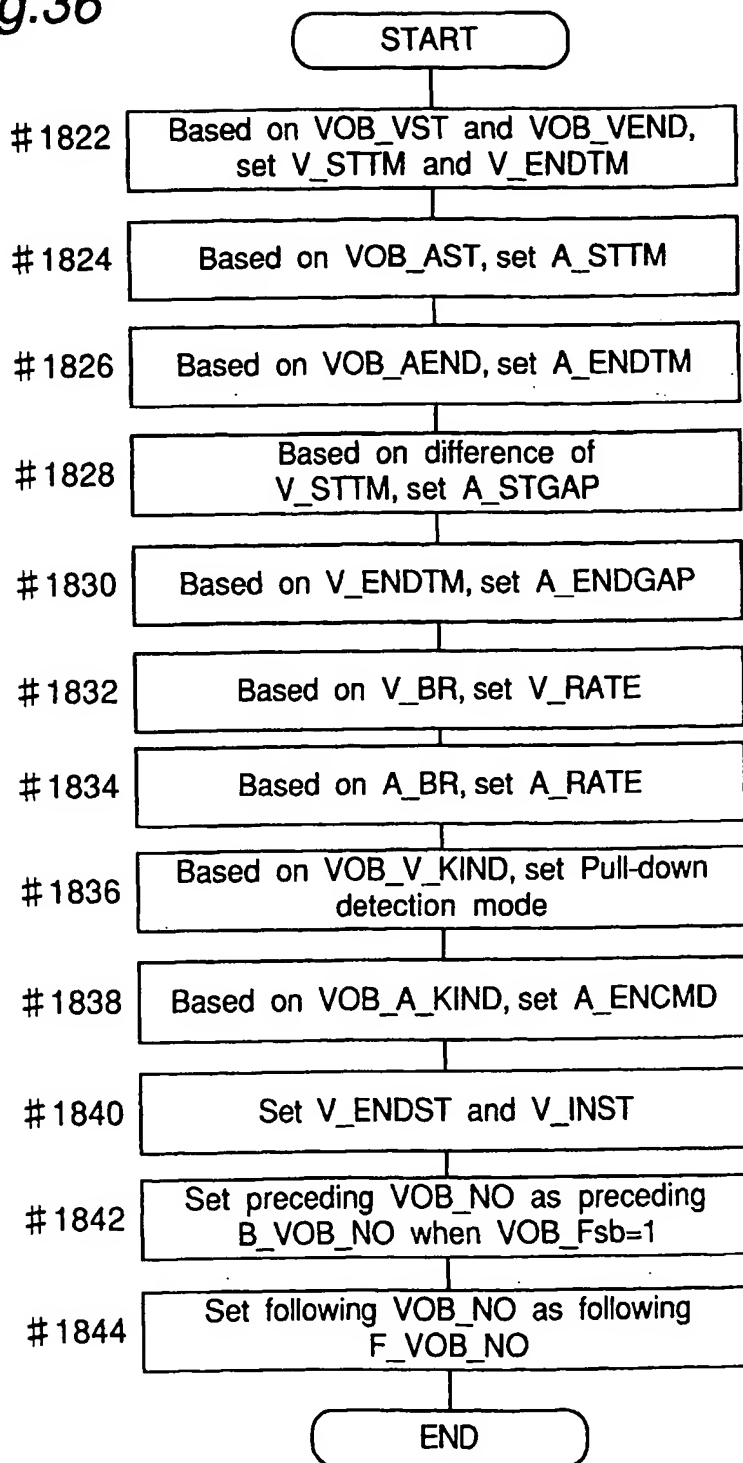 g.36
START
#1822
Based on VOB_VST and VOB_VEND,
set V_STTM and V_ENDTM
#1824
Based on VOB_AST, set A_STTM
#1826
Based on VOB_AEND, set A_ENDTM
#1828
Based on difference of
V_STTM, set A_STGAP
#1830
Based on V_ENDTM, set A_ENDGAP
#1832
Based on V_BR, set V_RATE
#1834
Based on A_BR, set A_RATE
#1836
Based on VOB_V_KIND, set Pull-down
detection mode
#1838
Based on VOB_A_KIND, set A_ENCMD
#1840
Set V_ENDST and V_INST
#1842
Set preceding VOB_NO as preceding
B_VOB_NO when VOB_Fsb=1
#1844
Set following VOB_NO as following
F_VOB_NO
END